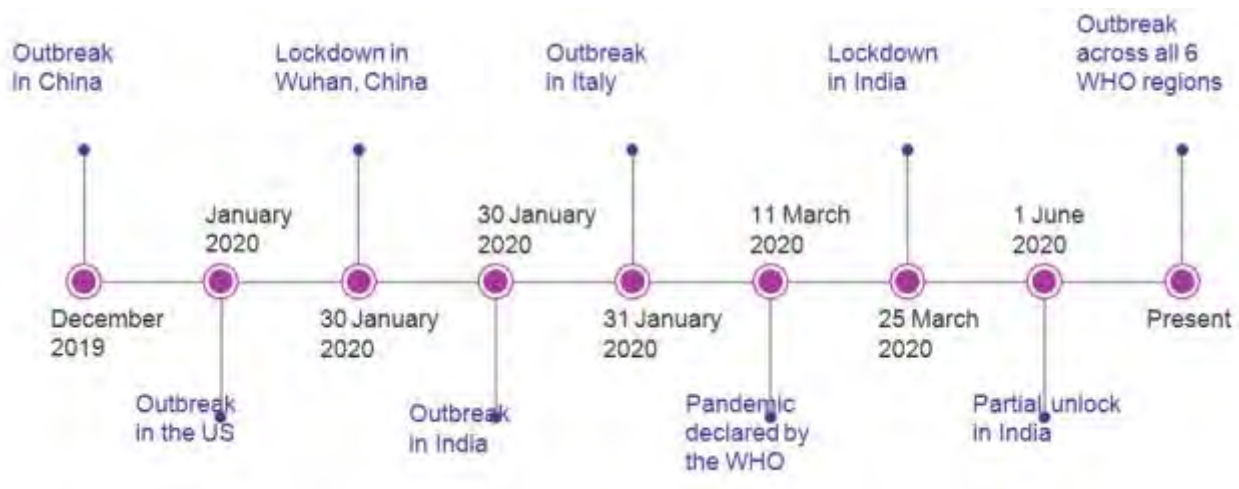 Outbreak
in China
Lockdown in
Wuhan, China
Outbreak
in Italy
Lockdown
in India
Outbreak
across all 6
WHO regions
January
2020
30 January
2020
11 March
2020
1 June
2020
December
2019
30 January
2020
31 January
2020
25 March
2020
Present
Outbreak
in the US
Outbreak
in India
Pandemic
declared by
the WHO
Partial unlock
in India